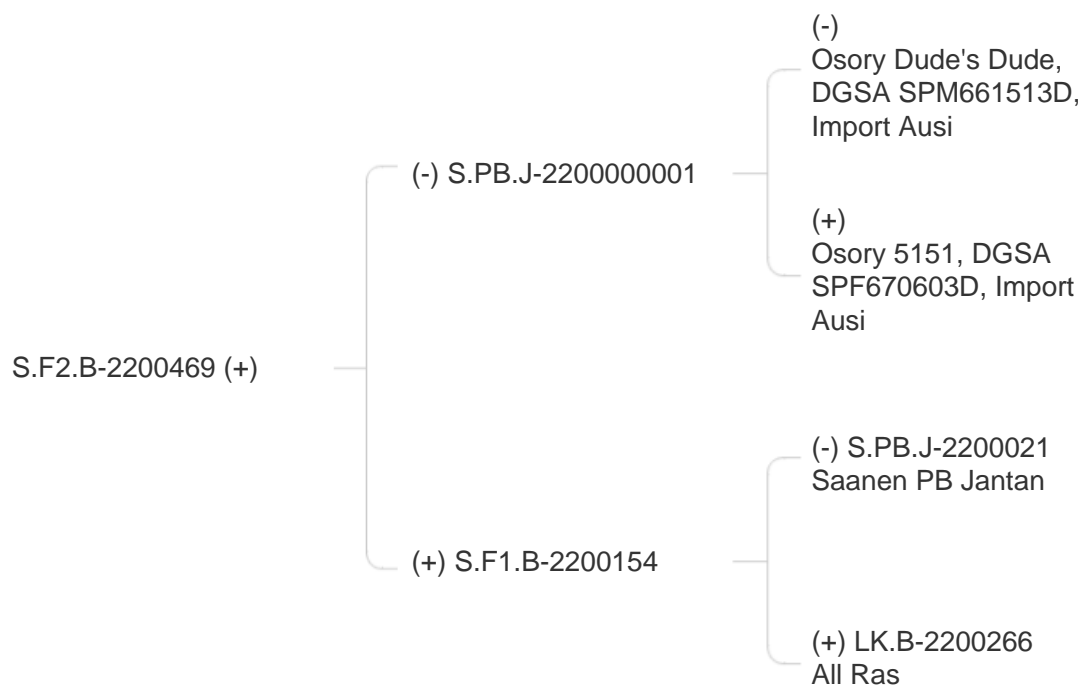 (-)
Osory Dude's Dude,
DGSA SPM661513D,
Import Ausi
(-) S.PB.J-2200000001
(+)
Osory 5151, DGSA
SPF670603D, Import
Ausi
S.F2.B-2200469 (+)
(-) S.PB.J-2200021
Saanen PB Jantan
(+) S.F1.B-2200154
(+) LK.B-2200266
All Ras